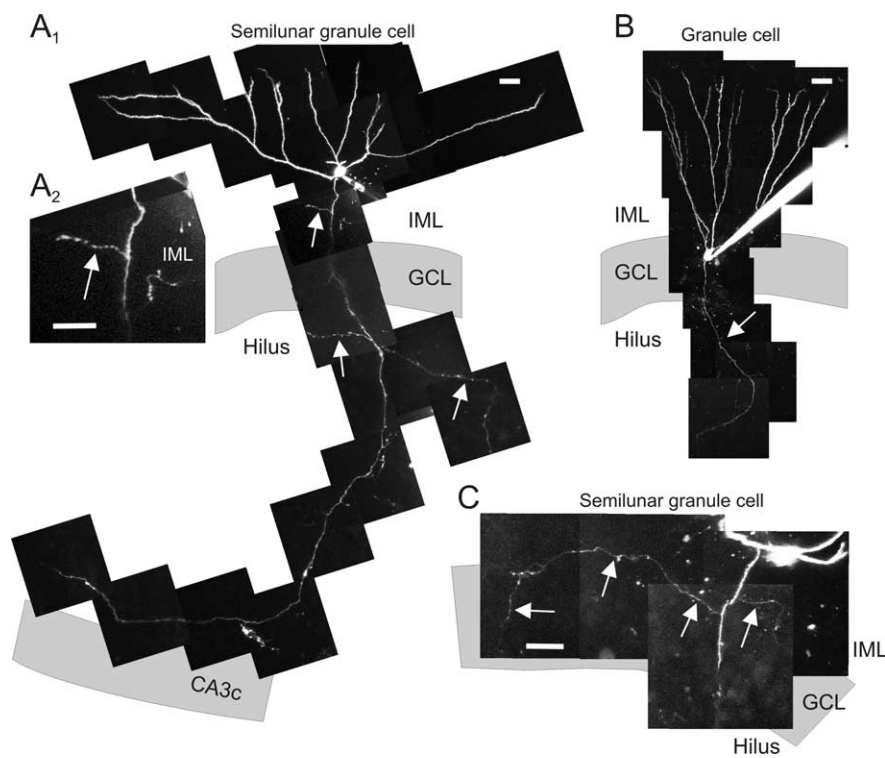 A1
Semilunar granule cell
B
Granule cell
A2
IML
IML
GCL
Hilus
IML
GCL
Hilus
C
Semilunar granule cell
CA3c
IML
GCL
Hilus